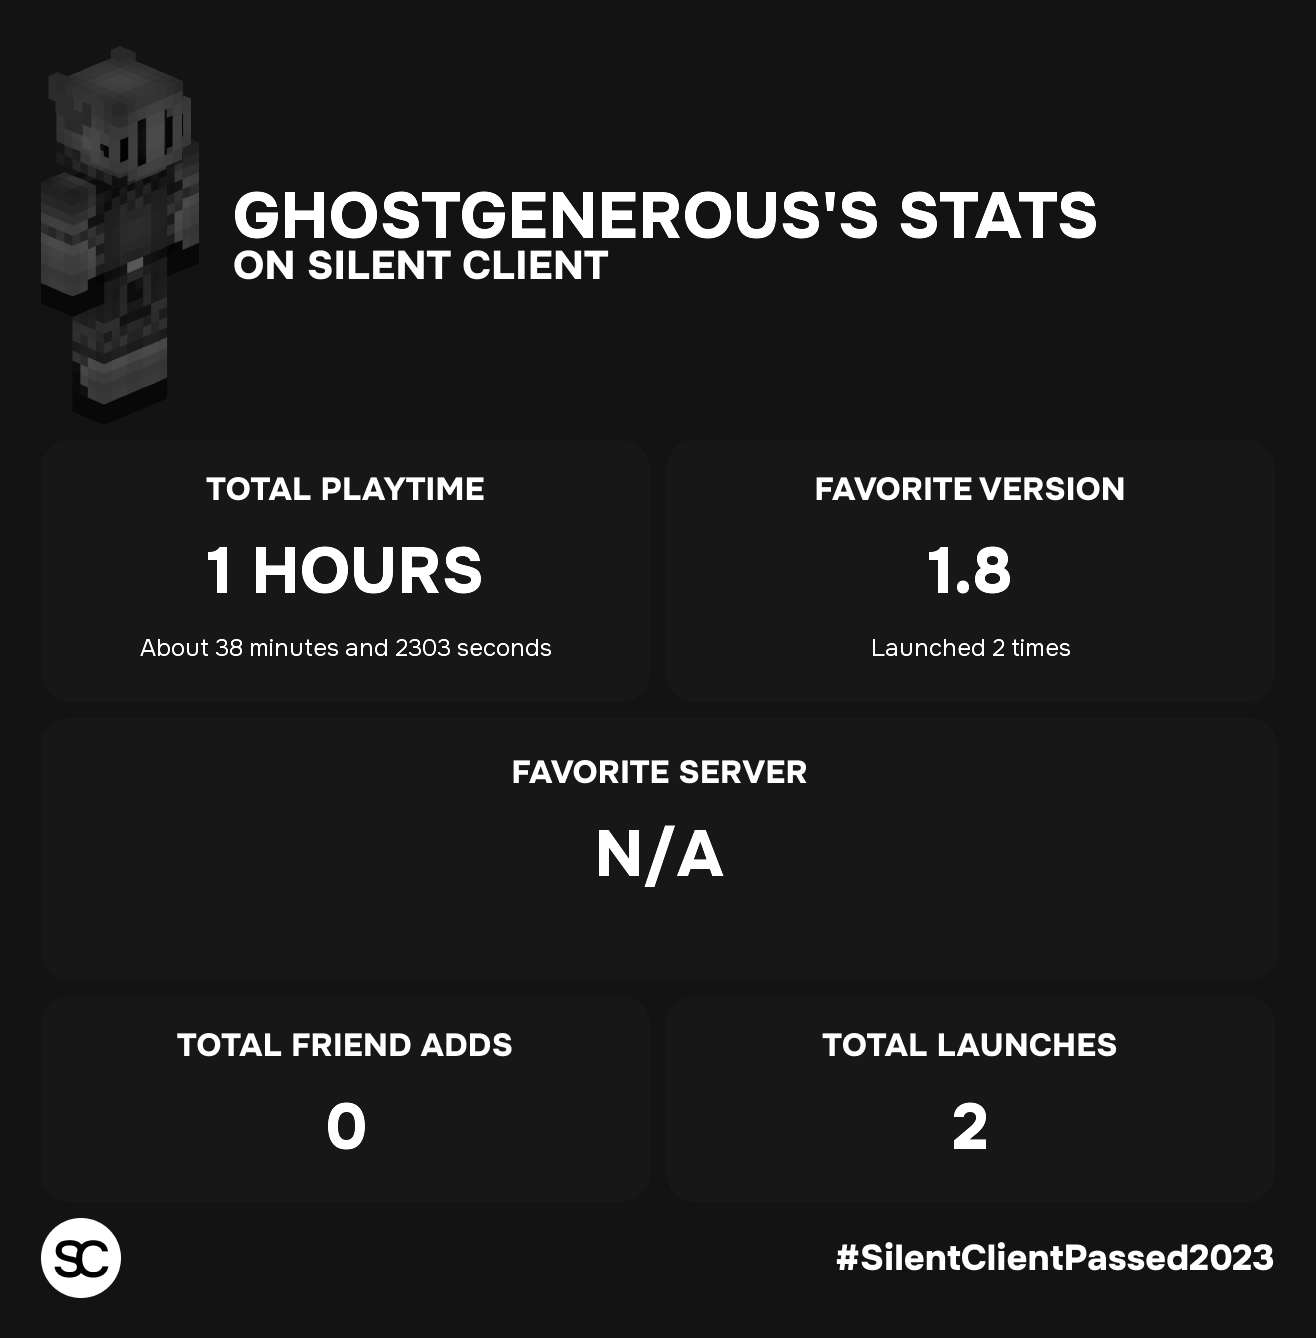 GHOSTGENEROUS'S STATS
ON SILENT CLIENT
TOTAL PLAYTIME
1 HOURS
About 38 minutes and 2303 seconds
FAVORITE VERSION
1.8
Launched 2 times
FAVORITE SERVER
N/A
TOTAL FRIEND ADDS
0
TOTAL LAUNCHES
2
SC
#SilentClientPassed2023